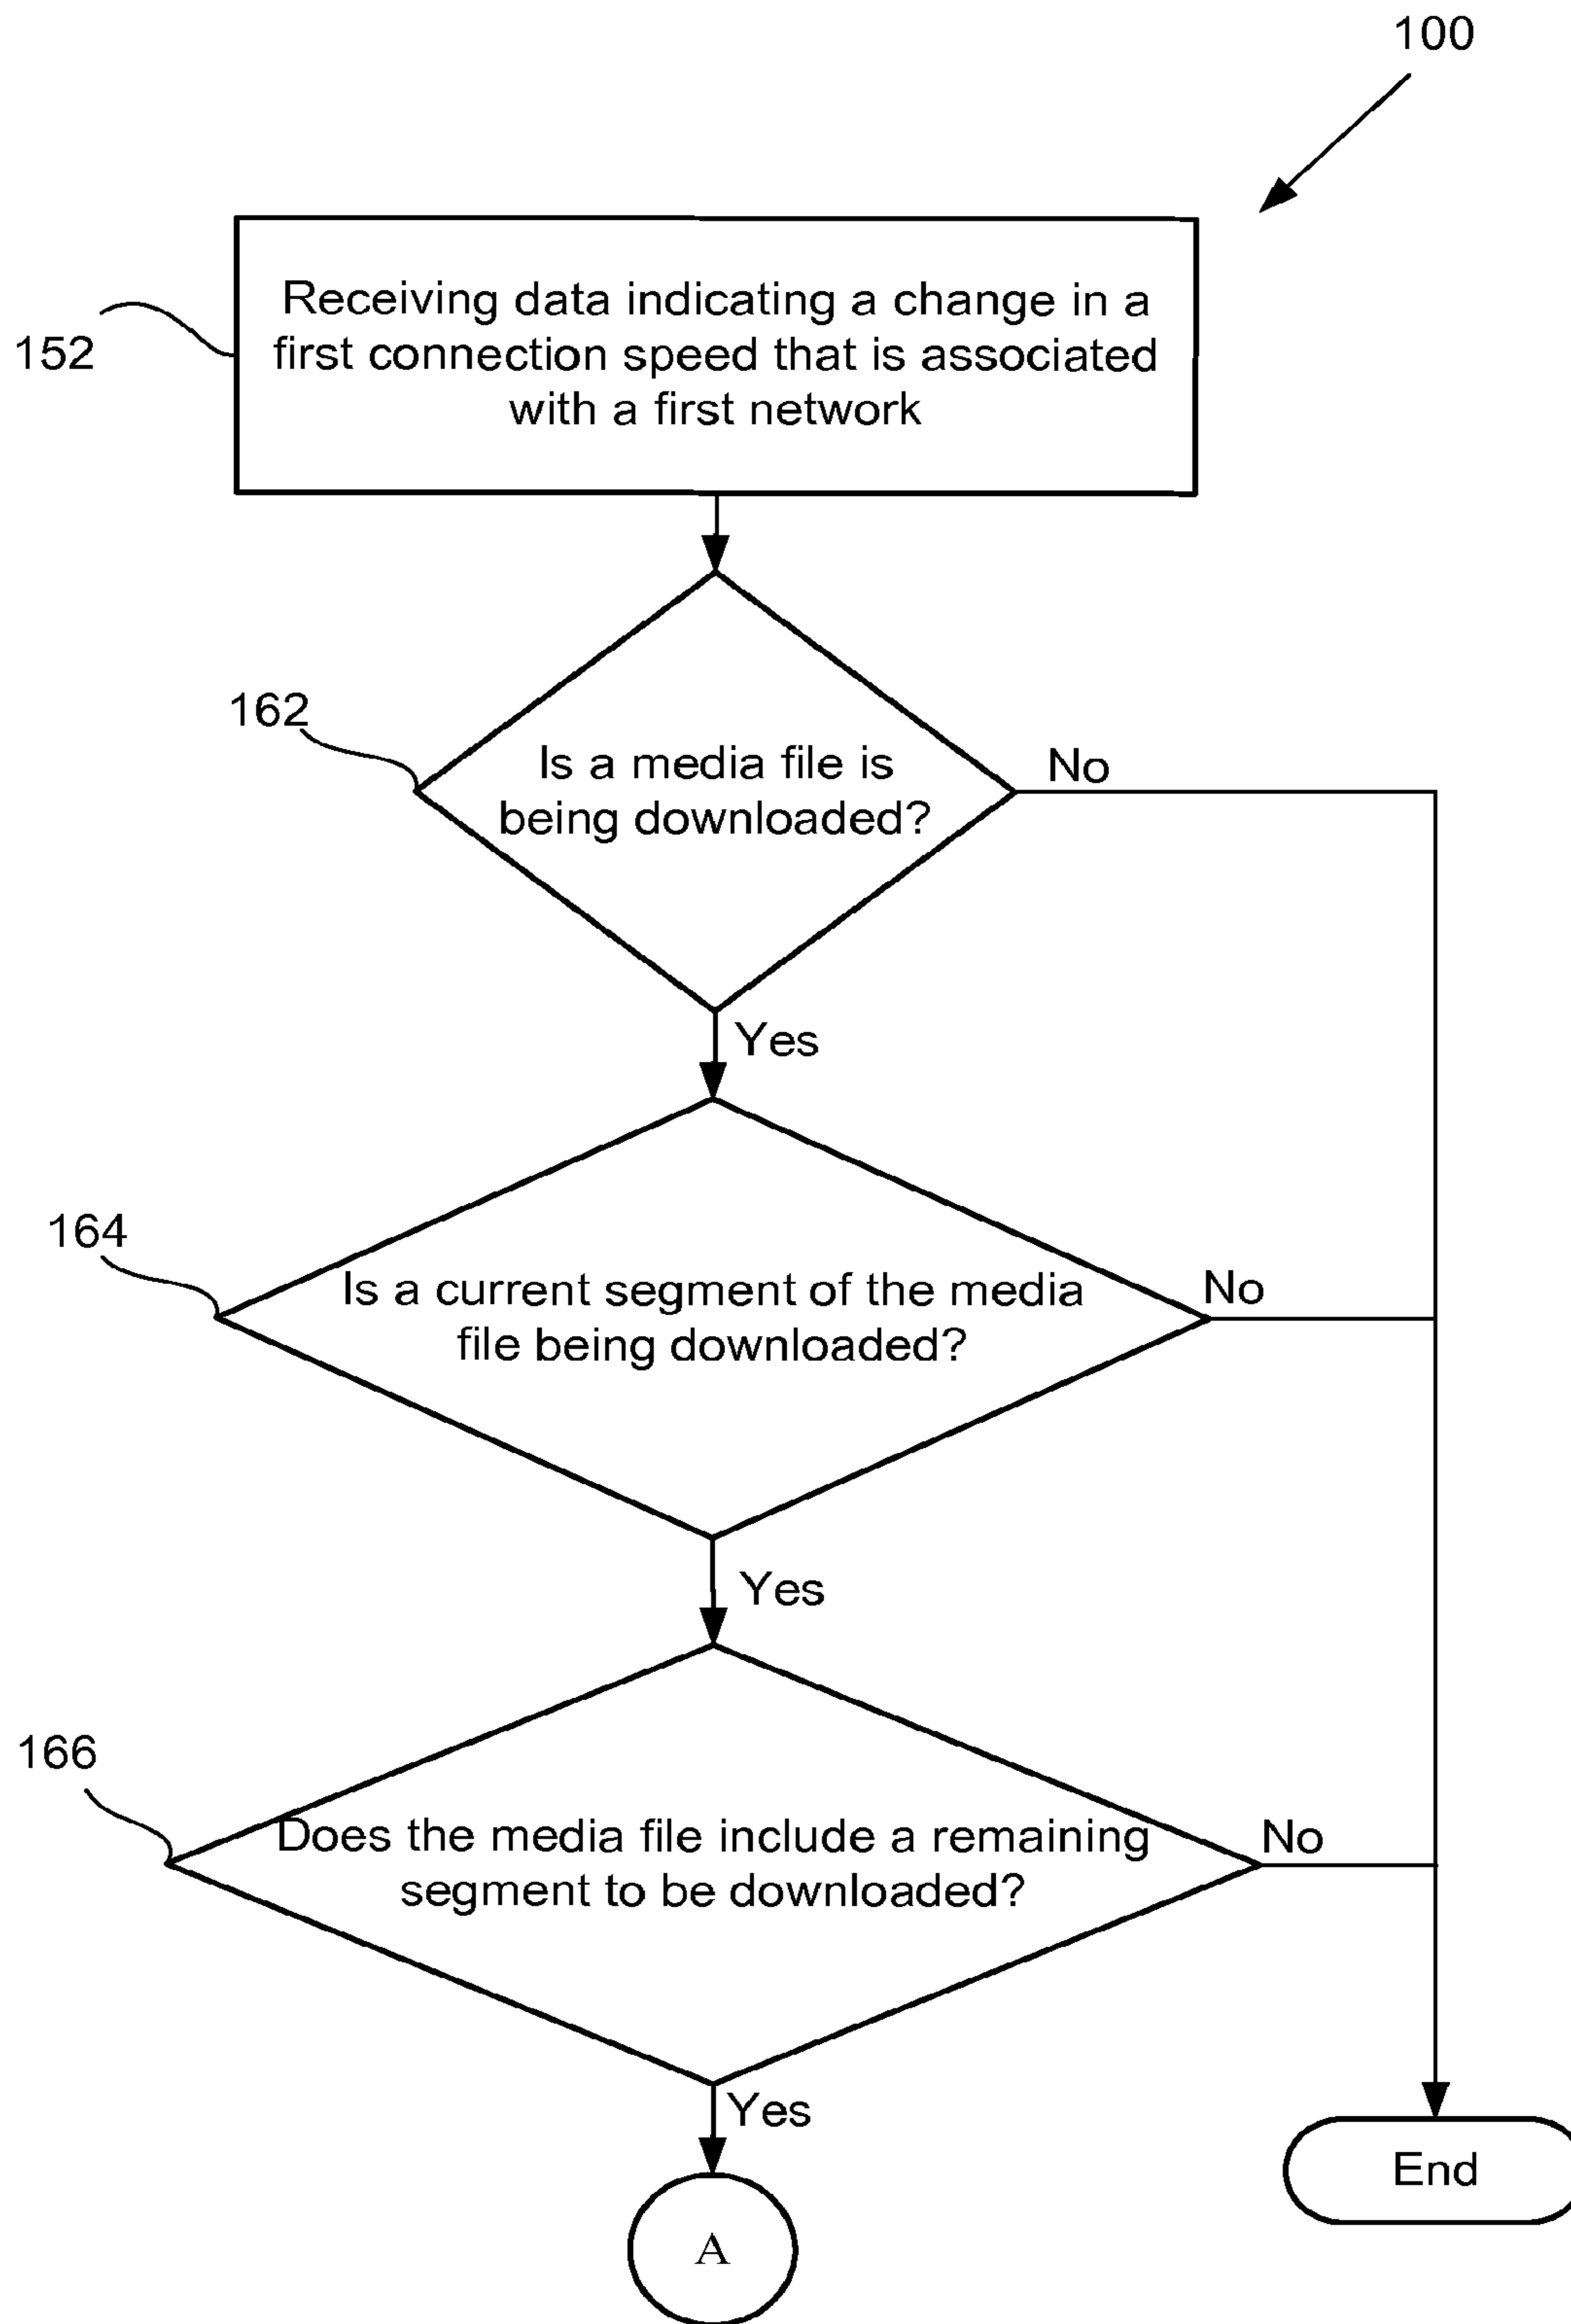 100
Receiving data indicating a change in a
first connection speed that is associated
with a first network
152
162
Is a media file is
being downloaded?
No
Yes
164
Is a current segment of the media
file being downloaded?
No
Yes
166
Does the media file include a remaining
segment to be downloaded?
No
Yes
End
A